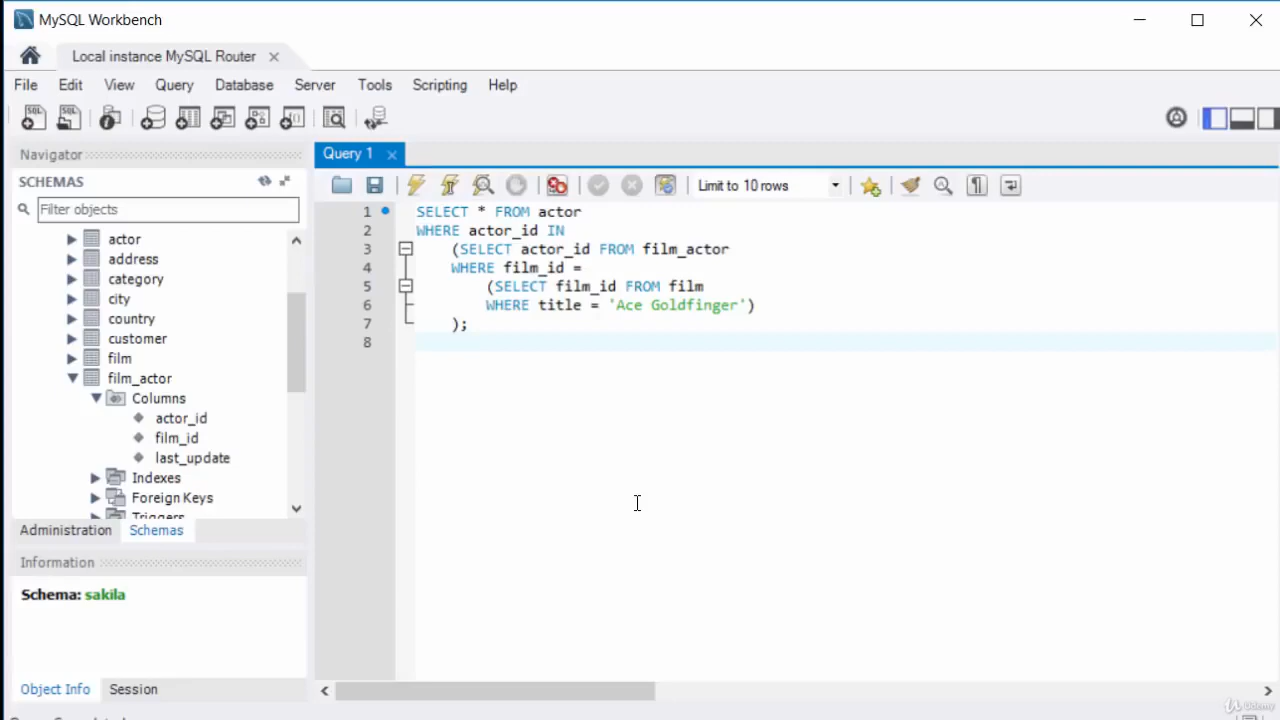 MySQL Workbench
Local instance MySQL Router
File Edit View Query Database Server Tools Scripting Help
Navigator
SCHEMAS
Filter objects
actor
address
category
city
country
customer
film
film_actor
Columns
actor_id
film_id
last_update
Indexes
Foreign Keys
Triggers
Administration Schemas
Information
Schema: sakila
Object Info Session
Query 1
Limit to 10 rows
1 SELECT * FROM actor
2 WHERE actor_id IN
3 (SELECT actor_id FROM film_actor
4 WHERE film_id =
5 (SELECT film_id FROM film
6 WHERE title = 'Ace Goldfinger')
7 );
8
Udemy